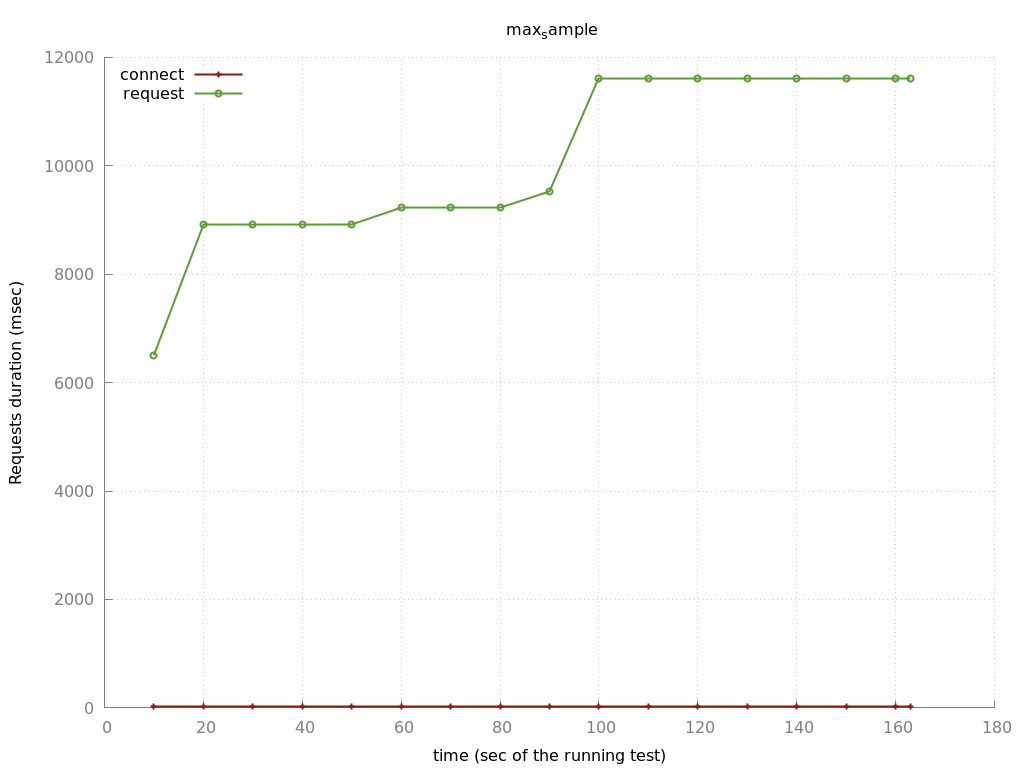 max_sample
12000
connect
request
10000
8000
6000
4000
2000
0
Requests duration (msec)
0 20 40 60 80 100 120 140 160 180
time (sec of the running test)